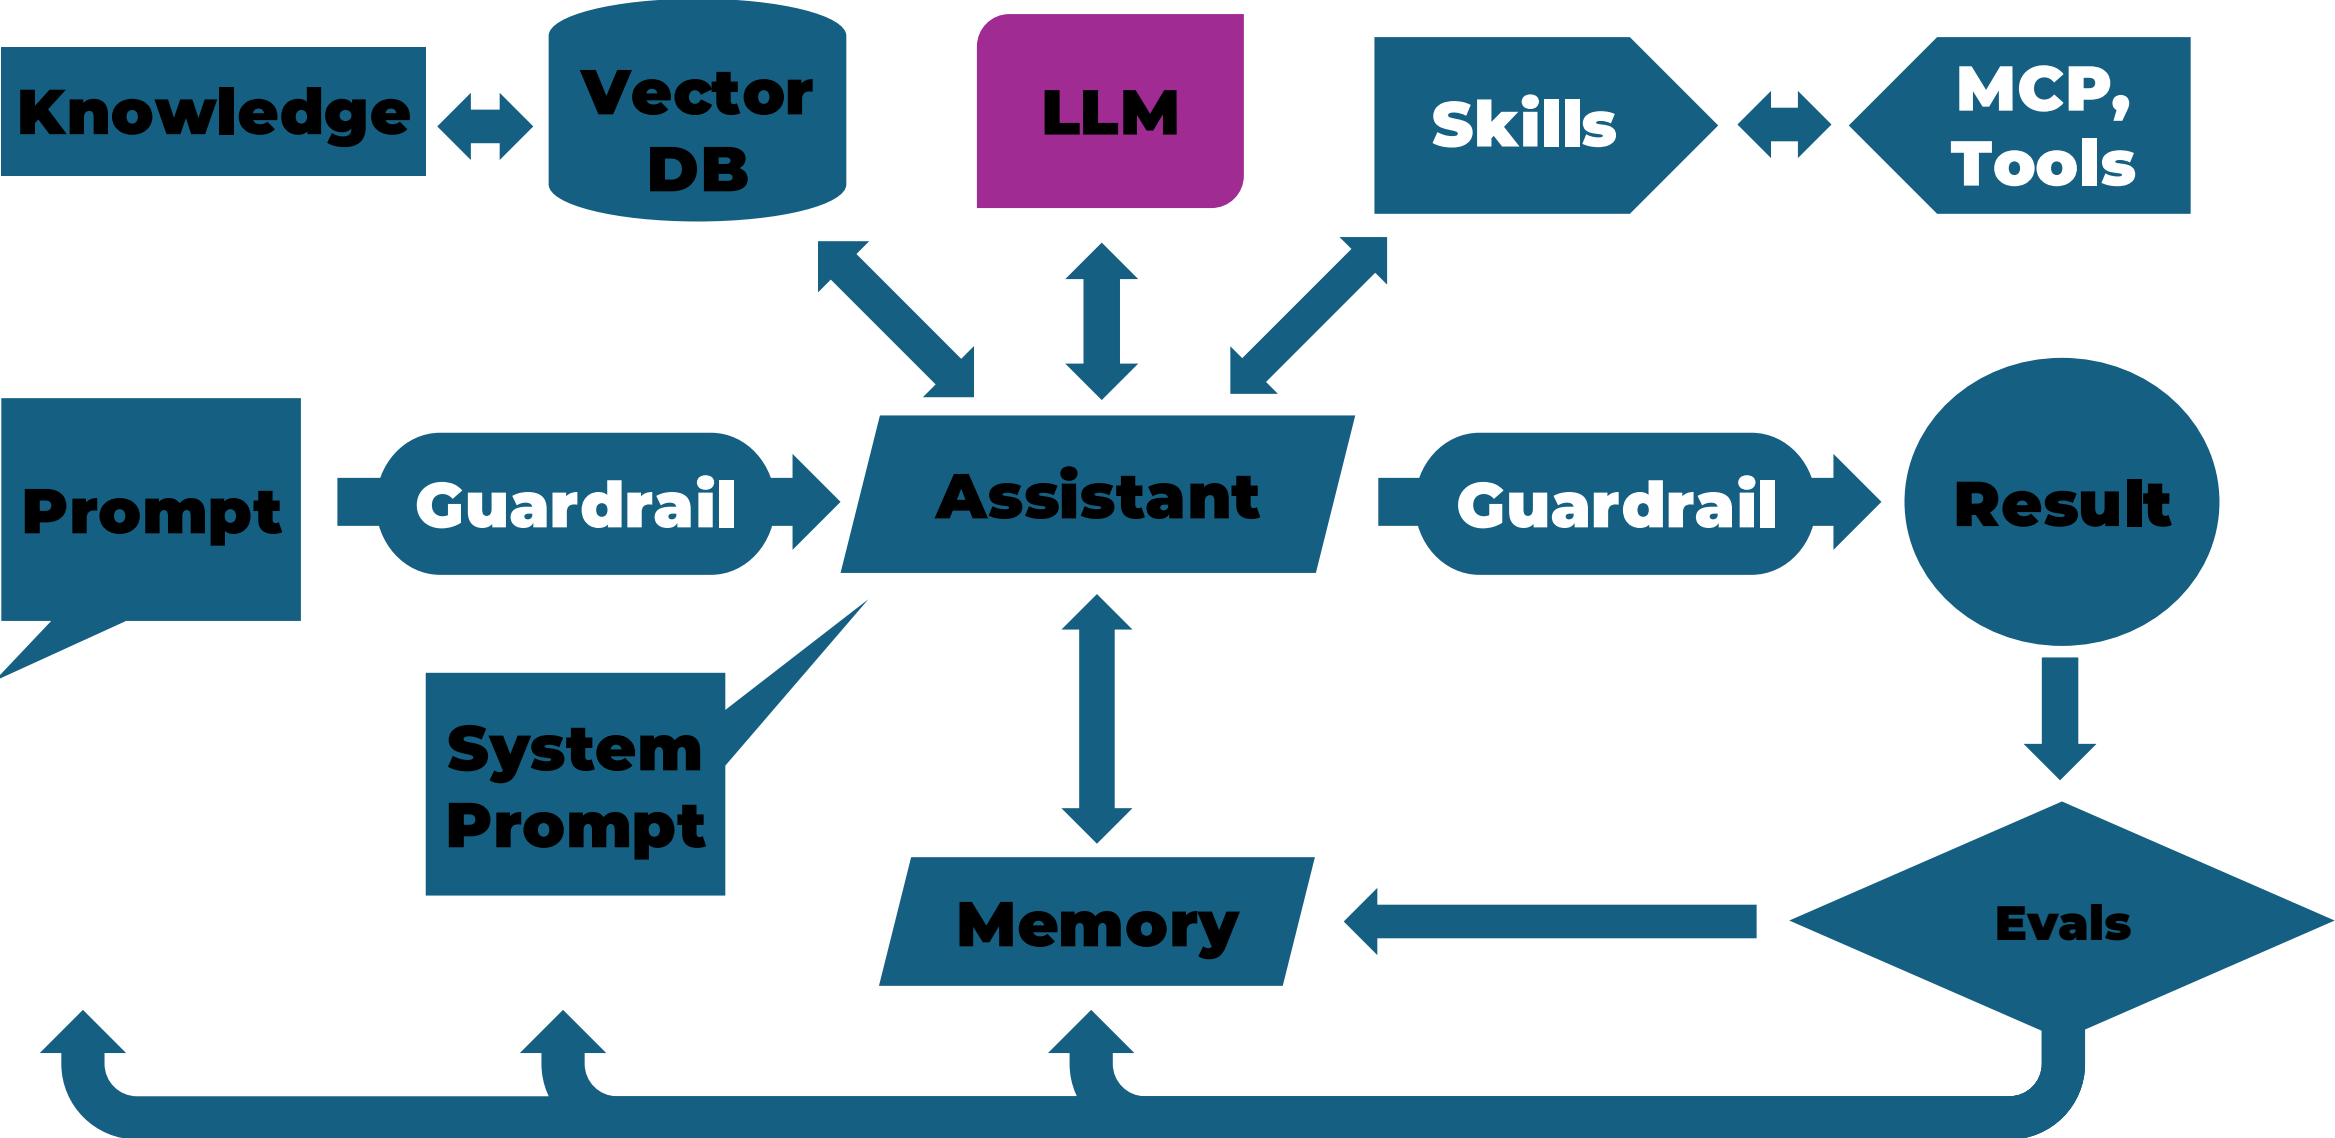 Knowledge
Vector
DB
LLM
Skills
MCP,
Tools
Prompt
Guardrail
Assistant
Guardrail
Result
System
Prompt
Memory
Evals